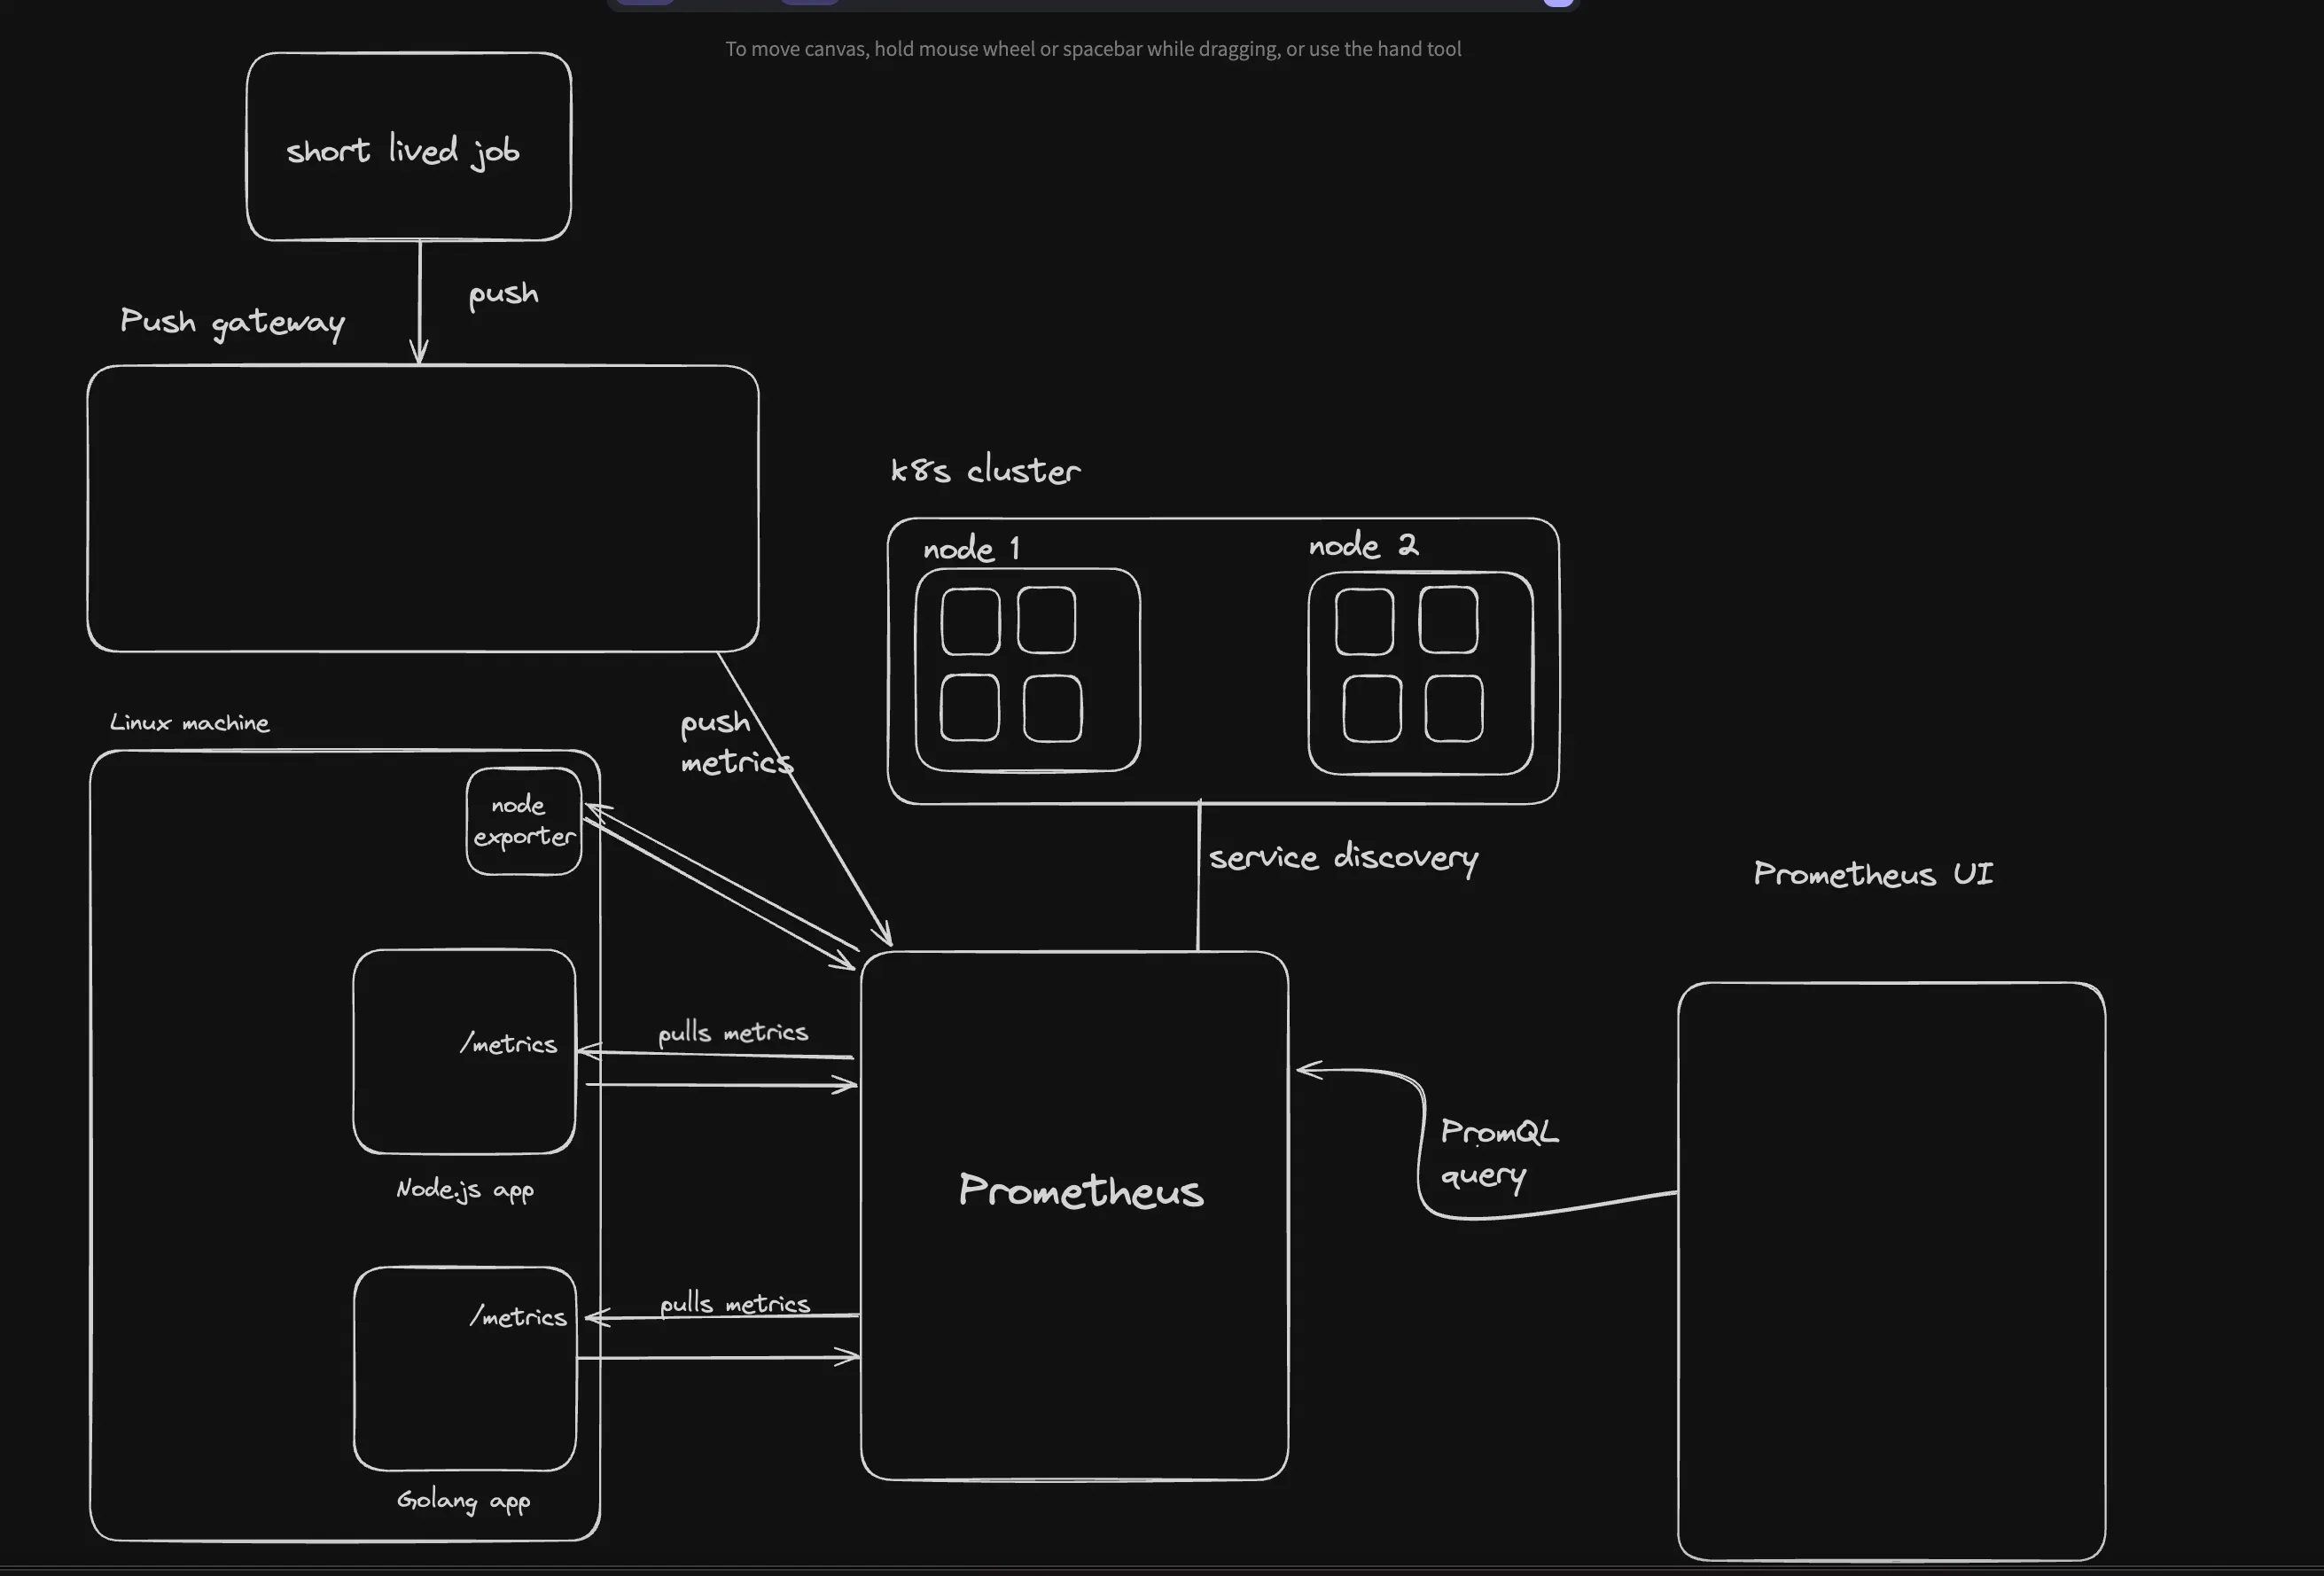 To move canvas, hold mouse wheel or spacebar while dragging, or use the hand tool
short lived job
push
Push gateway
k8s cluster
node 1
node 2
push
metrics
Linux machine
node
exporter
service discovery
Prometheus UI
/metrics
pulls metrics
Node.js app
PromQL
query
Prometheus
/metrics
pulls metrics
Golang app